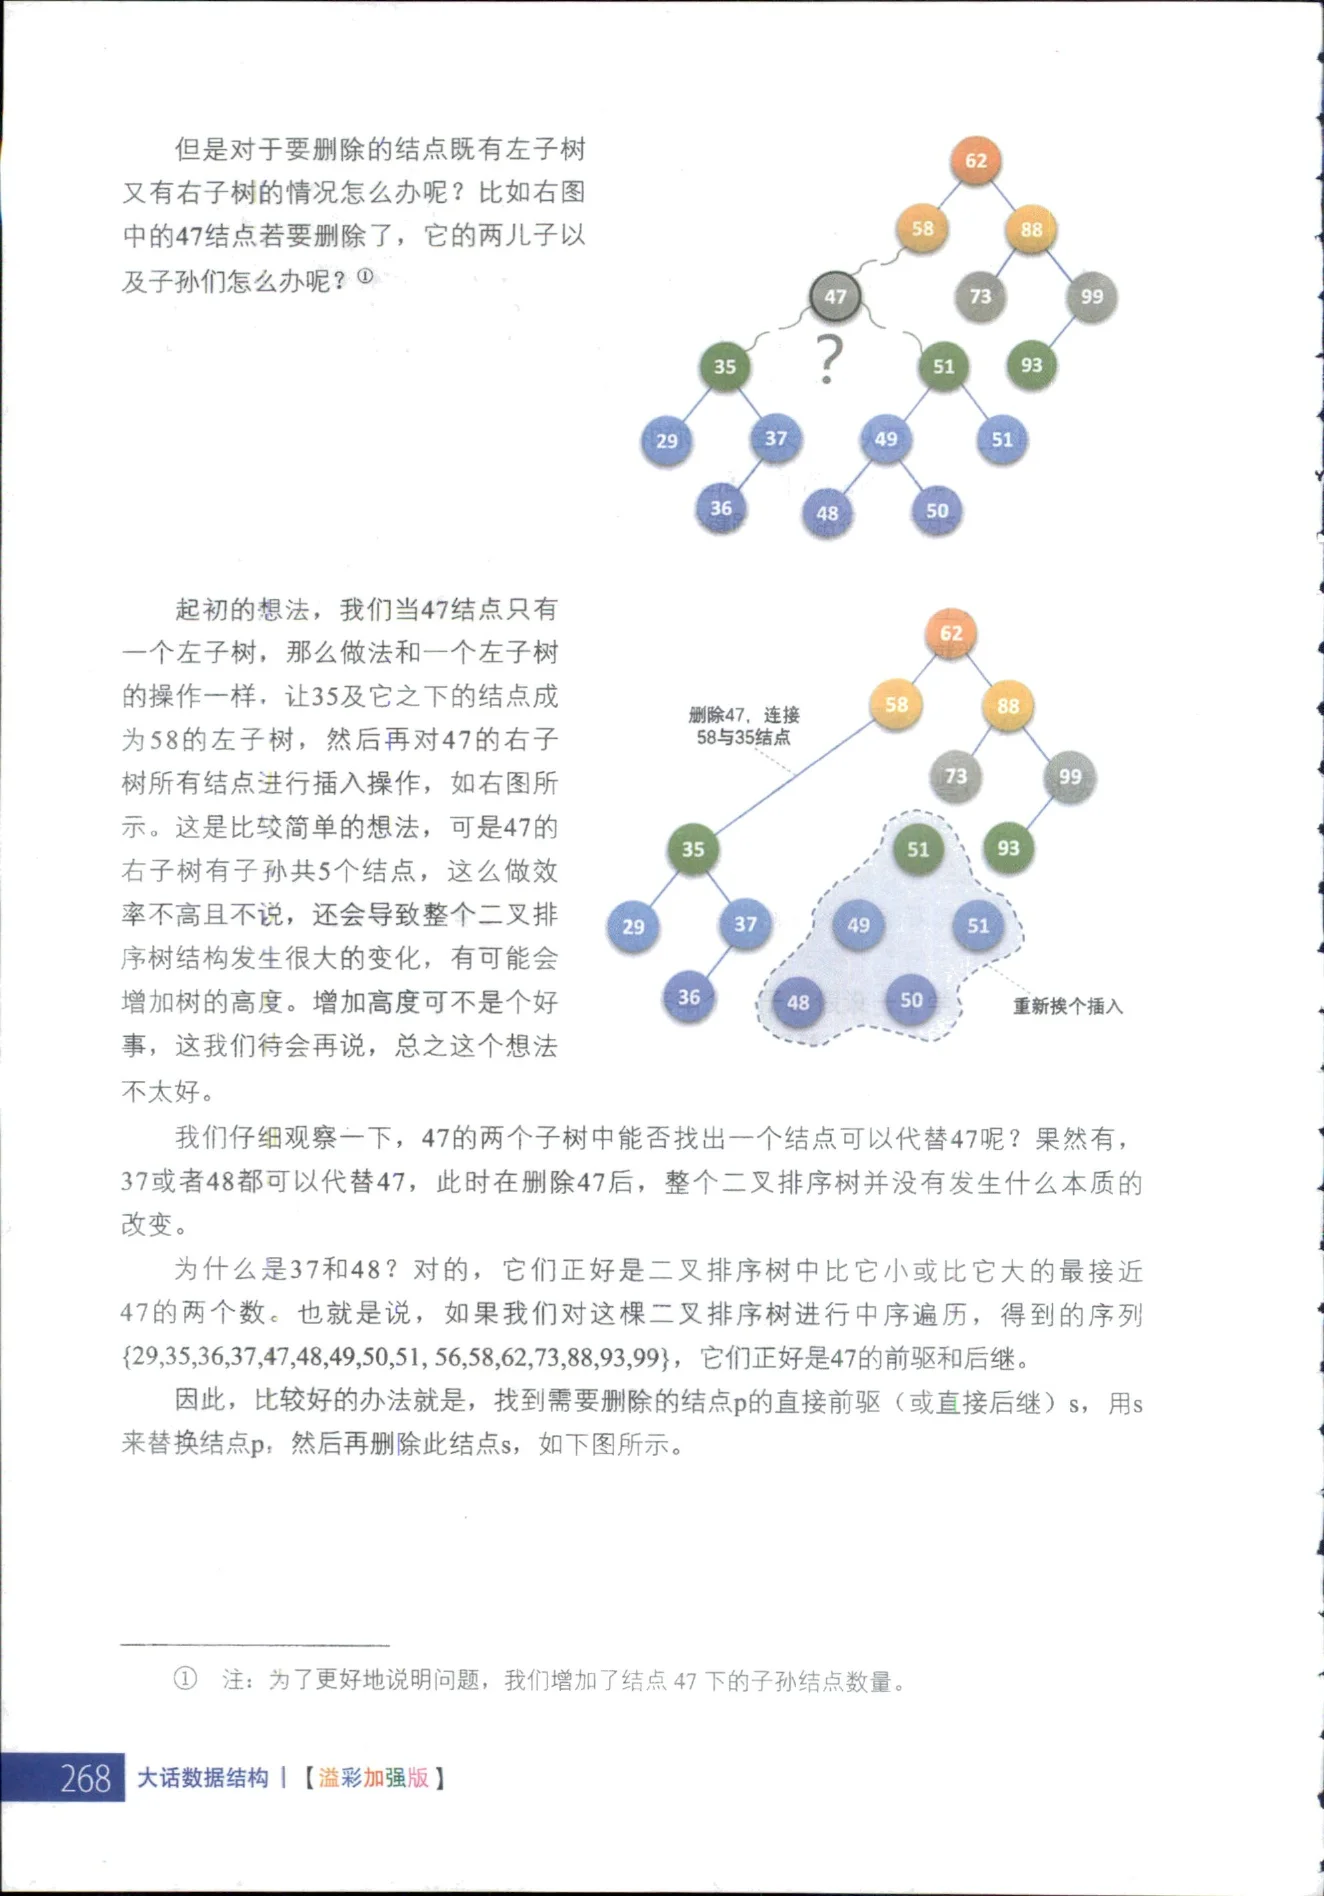 但是对于要删除的结点既有左子树
又有右子树的情况怎么办呢？比如右图
中的47结点若要删除了，它的两儿子以
及子孙们怎么办呢？①
62
58
88
47
73
99
?
35
51
93
29
37
49
51
36
48
50
起初的想法，我们当47结点只有
一个左子树，那么做法和一个左子树
的操作一样，让35及它之下的结点成
为58的左子树，然后再对47的右子
树所有结点进行插入操作，如右图所
示。这是比较简单的想法，可是47的
右子树有子孙共5个结点，这么做效
率不高且不说，还会导致整个二叉排
序树结构发生很大的变化，有可能会
增加树的高度。增加高度可不是个好
事，这我们待会再说，总之这个想法
不太好。
62
58
88
删除47，连接
58与35结点
73
99
35
51
93
29
37
49
51
36
48
50
重新挨个插入
我们仔细观察一下，47的两个子树中能否找出一个结点可以代替47呢？果然有，
37或者48都可以代替47，此时在删除47后，整个二叉排序树并没有发生什么本质的
改变。
为什么是37和48？对的，它们正好是二叉排序树中比它小或比它大的最接近
47的两个数。也就是说，如果我们对这棵二叉排序树进行中序遍历，得到的序列
{29,35,36,37,47,48,49,50,51, 56,58,62,73,88,93,99}，它们正好是47的前驱和后继。
因此，比较好的办法就是，找到需要删除的结点p的直接前驱（或直接后继）s，用s
来替换结点p，然后再删除此结点s，如下图所示。
① 注：为了更好地说明问题，我们增加了结点 47 下的子孙结点数量。
268 大话数据结构 |【溢彩加强版】